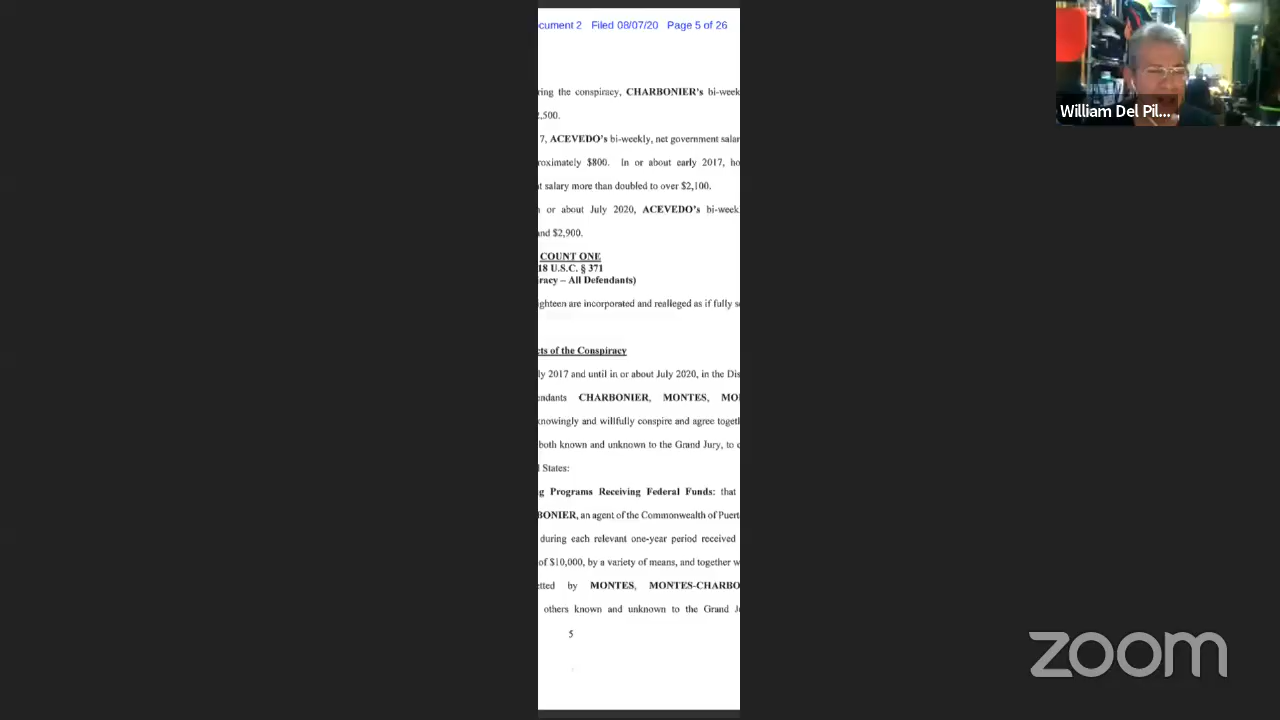 cument 2 Filed 08/07/20 Page 5 of 26
ring the conspiracy, CHARBONIER's bi-week
2,500.
7, ACEVEDO's bi-weekly, net government salar
roximately $800. In or about early 2017, ho
nt salary more than doubled to over $2,100.
n or about July 2020, ACEVEDO's bi-week
and $2,900.
COUNT ONE
18 U.S.C. § 371
iracy – All Defendants)
ighteen are incorporated and realleged as if fully se
cts of the Conspiracy
ly 2017 and until in or about July 2020, in the Dis
endants CHARBONIER, MONTES, MO
knowingly and willfully conspire and agree togeth
both known and unknown to the Grand Jury, to c
d States:
g Programs Receiving Federal Funds: that
BONIER, an agent of the Commonwealth of Puert
during each relevant one-year period received
of $10,000, by a variety of means, and together w
etted by MONTES, MONTES-CHARBO
others known and unknown to the Grand Ju
5
William Del Pil...
zoom